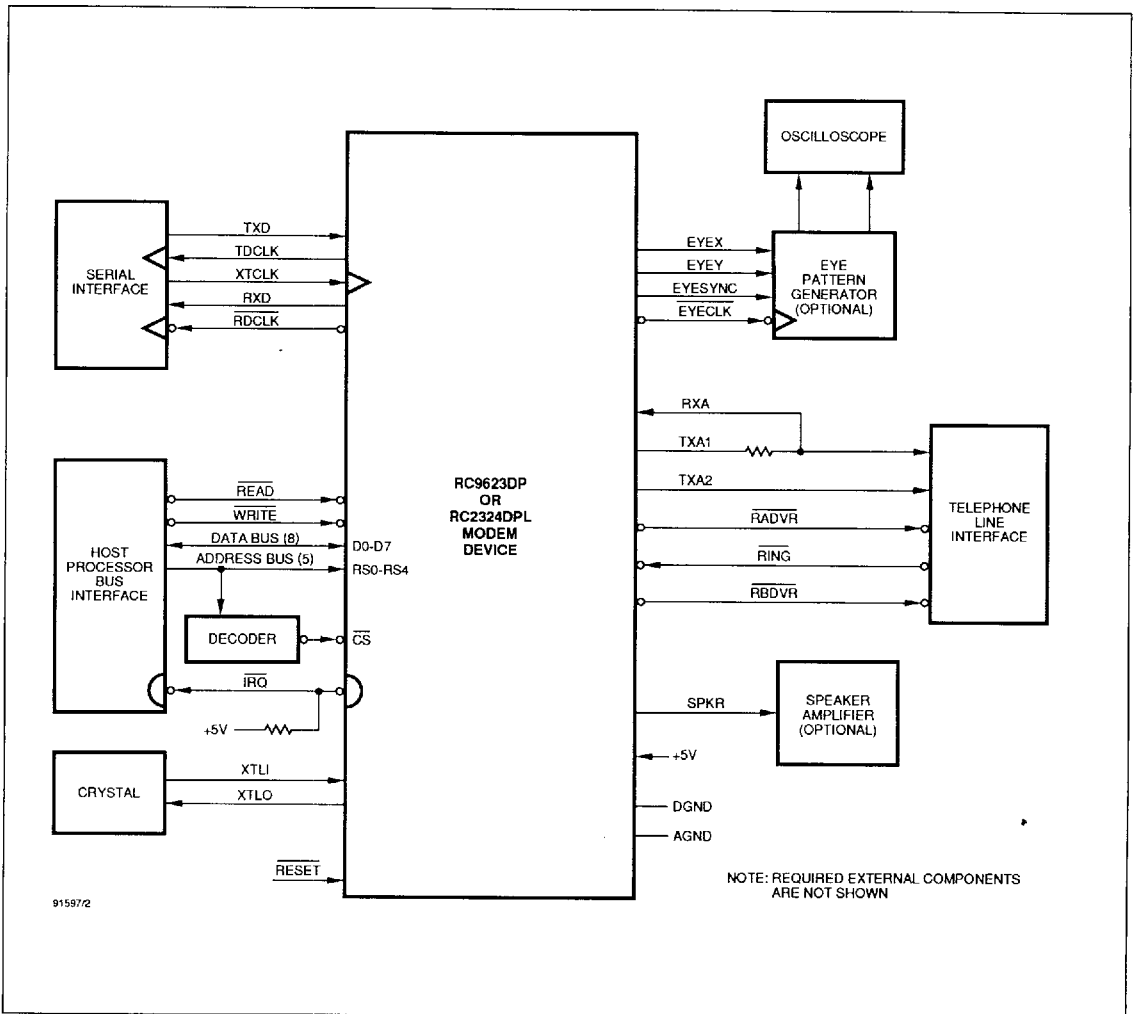 OSCILLOSCOPE
SERIAL
INTERFACE
TXD
TDCLK
XTCLK
RXD
RDCLK
EYEX
EYEY
EYESYNC
EYECLK
EYE
PATTERN
GENERATOR
(OPTIONAL)
RC9623DP
OR
RC2324DPL
MODEM
DEVICE
RXA
TXA1
TXA2
RADVR
RING
RBDVR
TELEPHONE
LINE
INTERFACE
HOST
PROCESSOR
BUS
INTERFACE
READ
WRITE
DATA BUS (8)
D0-D7
ADDRESS BUS (5)
RS0-RS4
DECODER
CS
IRQ
+5V
SPKR
SPEAKER
AMPLIFIER
(OPTIONAL)
+5V
DGND
AGND
CRYSTAL
XTLI
XTLO
RESET
NOTE: REQUIRED EXTERNAL COMPONENTS
ARE NOT SHOWN
91597/2